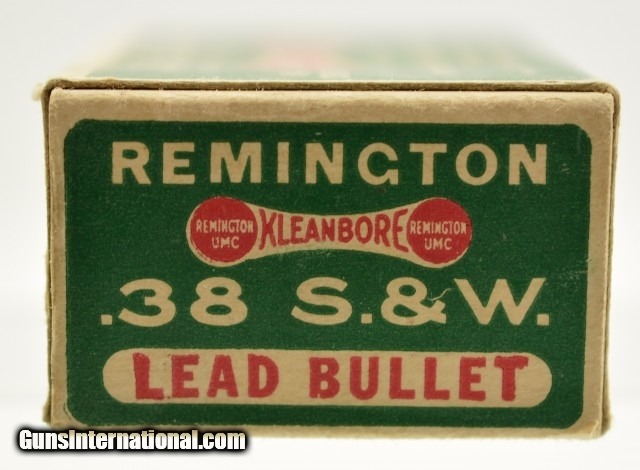 REMINGTON
REMINGTON UMC KLEANBORE REMINGTON UMC
.38 S.&W.
LEAD BULLET
GunsInternational.com